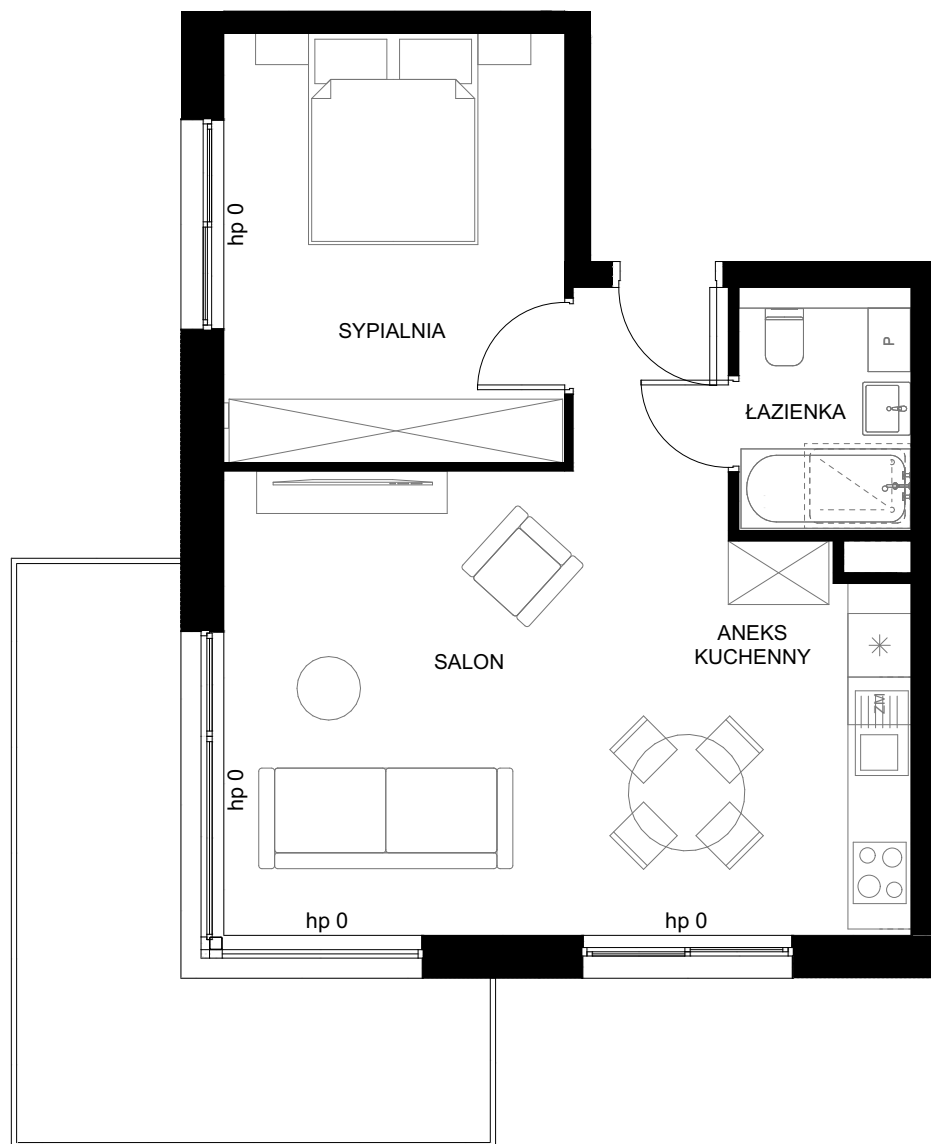 hp 0
SYPIALNIA
P
ŁAZIENKA
ANEKS
KUCHENNY
SALON
ZM
hp 0
hp 0
hp 0